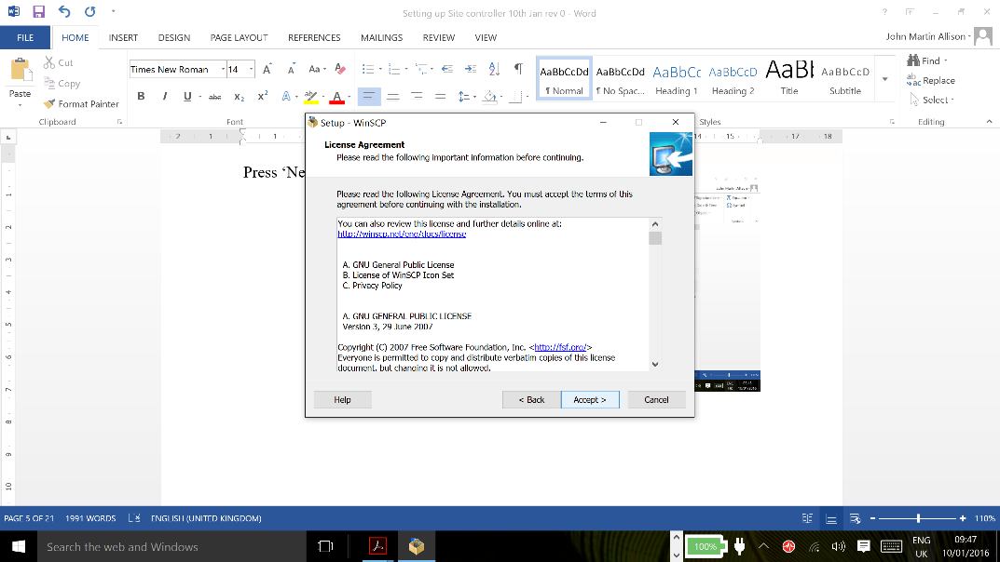 Setting up Site controller 10th Jan rev 0 - Word
FILE HOME INSERT DESIGN PAGE LAYOUT REFERENCES MAILINGS REVIEW VIEW
John Martin Allison
Paste
Cut
Copy
Format Painter
Clipboard
Times New Roman 14
Font
AaBbCcDd AaBbCcDd AaBbCc AaBbCcD AaBbCcD
¶ Normal ¶ No Spac... Heading 1 Heading 2 Title Subtitle
Styles
Find
Replace
Select
Editing
Press ‘Ne
Setup - WinSCP
License Agreement
Please read the following important information before continuing.
Please read the following License Agreement. You must accept the terms of this
agreement before continuing with the installation.
You can also review this license and further details online at:
http://winscp.net/eng/docs/license
A. GNU General Public License
B. License of WinSCP Icon Set
C. Privacy Policy
A. GNU GENERAL PUBLIC LICENSE
Version 3, 29 June 2007
Copyright (C) 2007 Free Software Foundation, Inc. <http://fsf.org/>
Everyone is permitted to copy and distribute verbatim copies of this license
document, but changing it is not allowed.
Help < Back Accept > Cancel
PAGE 5 OF 21 1991 WORDS ENGLISH (UNITED KINGDOM) 110%
Search the web and Windows
100%
ENG
UK
09:47
10/01/2016